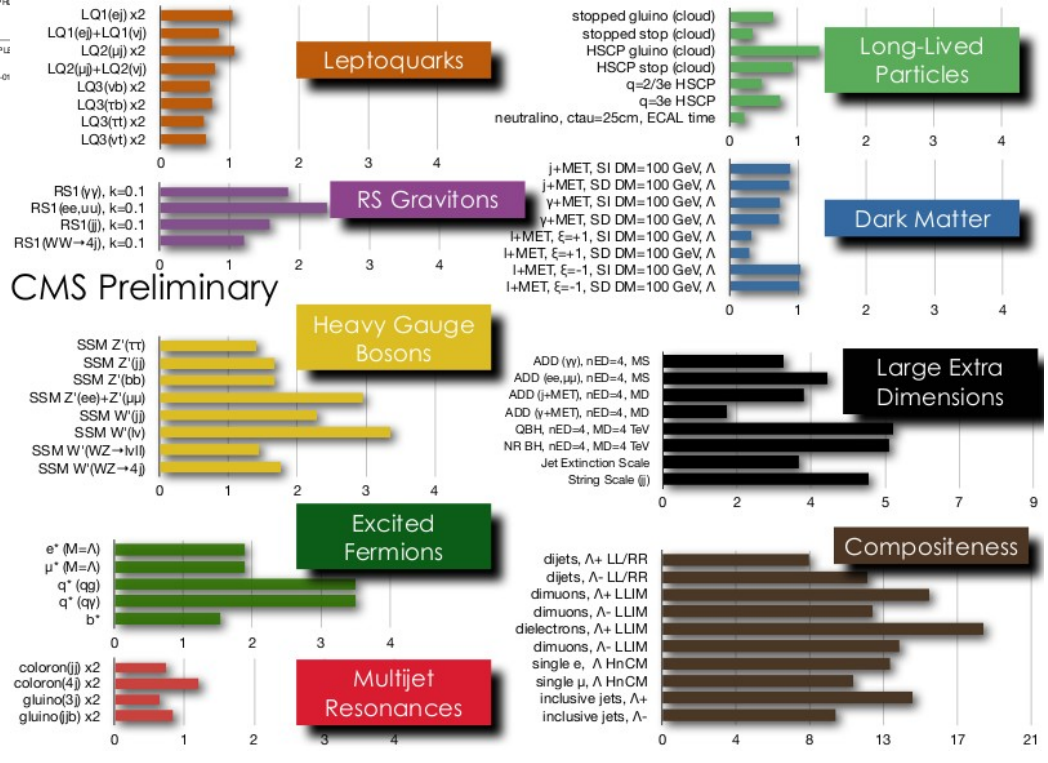 LQ1(ej) x2
LQ1(ej)+LQ1(νj)
LQ2(μj) x2
LQ2(μj)+LQ2(νj)
LQ3(νb) x2
LQ3(τb) x2
LQ3(τt) x2
LQ3(vt) x2
0 1 2 3 4
Leptoquarks
RS1(γγ), k=0.1
RS1(ee,uu), k=0.1
RS1(jj), k=0.1
RS1(WW→4j), k=0.1
0 1 2 3 4
RS Gravitons
CMS Preliminary
SSM Z'(ττ)
SSM Z'(jj)
SSM Z'(bb)
SSM Z'(ee)+Z'(μμ)
SSM W'(jj)
SSM W'(lv)
SSM W'(WZ→lvll)
SSM W'(WZ→4j)
0 1 2 3 4
Heavy Gauge
Bosons
e* (M=Λ)
μ* (M=Λ)
q* (qg)
q* (qγ)
b*
0 1 2 3 4
Excited
Fermions
coloron(jj) x2
coloron(4j) x2
gluino(3j) x2
gluino(jjb) x2
0 1 2 3 4
Multijet
Resonances
stopped gluino (cloud)
stopped stop (cloud)
HSCP gluino (cloud)
HSCP stop (cloud)
q=2/3e HSCP
q=3e HSCP
neutralino, ctau=25cm, ECAL time
0 1 2 3 4
Long-Lived
Particles
j+MET, SI DM=100 GeV, Λ
j+MET, SD DM=100 GeV, Λ
γ+MET, SI DM=100 GeV, Λ
γ+MET, SD DM=100 GeV, Λ
l+MET, ξ=+1, SI DM=100 GeV, Λ
l+MET, ξ=+1, SD DM=100 GeV, Λ
l+MET, ξ=-1, SI DM=100 GeV, Λ
l+MET, ξ=-1, SD DM=100 GeV, Λ
0 1 2 3 4
Dark Matter
ADD (γγ), nED=4, MS
ADD (ee,μμ), nED=4, MS
ADD (j+MET), nED=4, MD
ADD (γ+MET), nED=4, MD
QBH, nED=4, MD=4 TeV
NR BH, nED=4, MD=4 TeV
Jet Extinction Scale
String Scale (jj)
0 2 4 5 7 9
Large Extra
Dimensions
dijets, Λ+ LL/RR
dijets, Λ- LL/RR
dimuons, Λ+ LLIM
dimuons, Λ- LLIM
dielectrons, Λ+ LLIM
dimuons, Λ- LLIM
single e, Λ HnCM
single μ, Λ HnCM
inclusive jets, Λ+
inclusive jets, Λ-
0 4 8 13 17 21
Compositeness